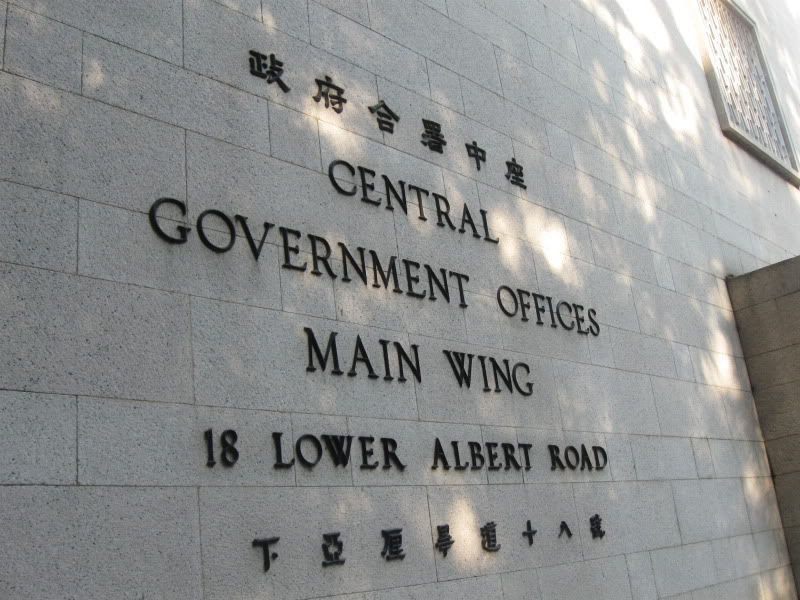 政府合署中座
CENTRAL
GOVERNMENT OFFICES
MAIN WING
18 LOWER ALBERT ROAD
下亞厘畢道十八號